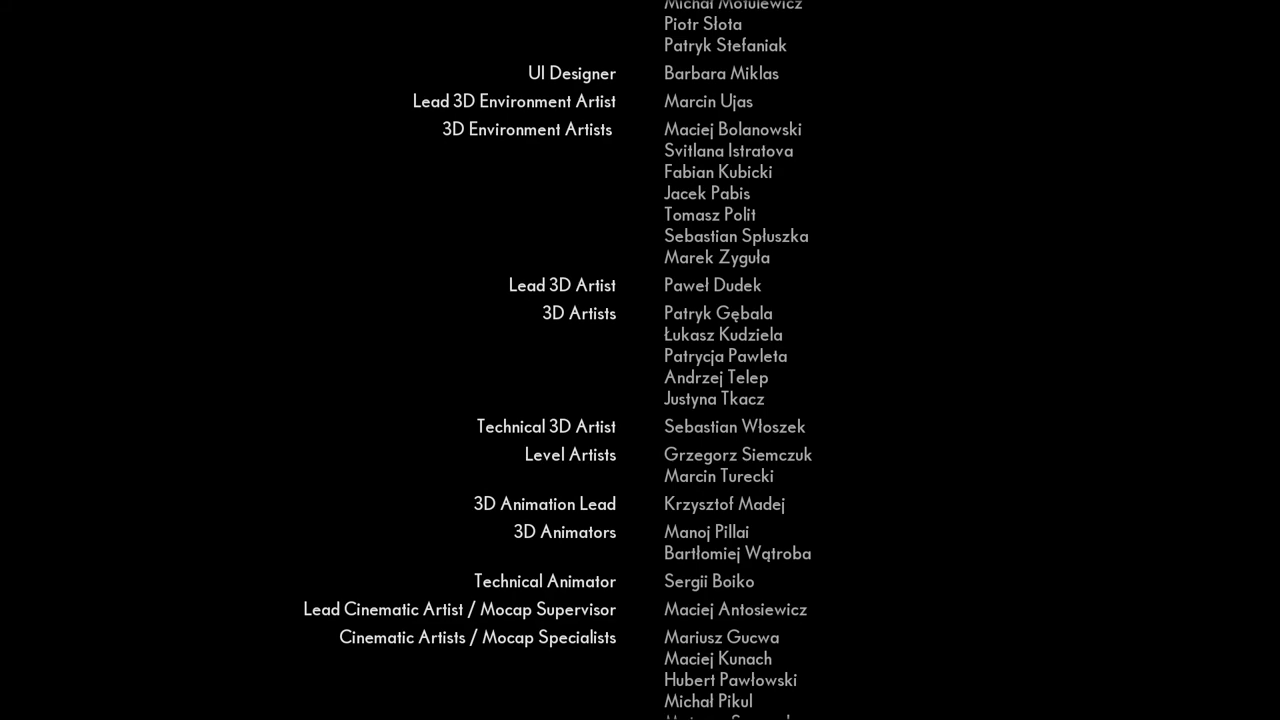 Michał Motulewicz
Piotr Słota
Patryk Stefaniak
UI Designer Barbara Miklas
Lead 3D Environment Artist Marcin Ujas
3D Environment Artists Maciej Bolanowski
Svitlana Istratova
Fabian Kubicki
Jacek Pabis
Tomasz Polit
Sebastian Spłuszka
Marek Zyguła
Lead 3D Artist Paweł Dudek
3D Artists Patryk Gębala
Łukasz Kudziela
Patrycja Pawleta
Andrzej Telep
Justyna Tkacz
Technical 3D Artist Sebastian Włoszek
Level Artists Grzegorz Siemczuk
Marcin Turecki
3D Animation Lead Krzysztof Madej
3D Animators Manoj Pillai
Bartłomiej Wątroba
Technical Animator Sergii Boiko
Lead Cinematic Artist / Mocap Supervisor Maciej Antosiewicz
Cinematic Artists / Mocap Specialists Mariusz Gucwa
Maciej Kunach
Hubert Pawłowski
Michał Pikul